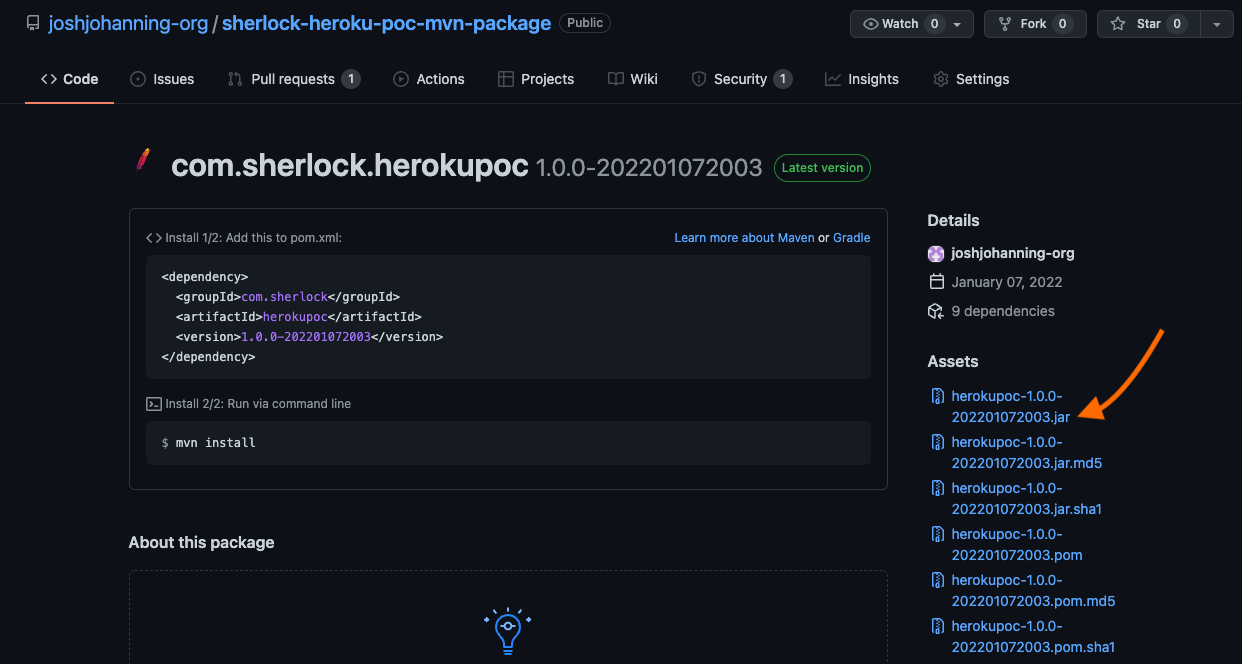 joshjohanning-org / sherlock-heroku-poc-mvn-package Public
Watch 0 Fork 0 Star 0
Code Issues Pull requests 1 Actions Projects Wiki Security 1 Insights Settings
com.sherlock.herokupoc 1.0.0-202201072003 Latest version
Install 1/2: Add this to pom.xml: Learn more about Maven or Gradle
<dependency>
<groupId>com.sherlock</groupId>
<artifactId>herokupoc</artifactId>
<version>1.0.0-202201072003</version>
</dependency>
Install 2/2: Run via command line
$ mvn install
About this package
Details
joshjohanning-org
January 07, 2022
9 dependencies
Assets
herokupoc-1.0.0-
202201072003.jar
herokupoc-1.0.0-
202201072003.jar.md5
herokupoc-1.0.0-
202201072003.jar.sha1
herokupoc-1.0.0-
202201072003.pom
herokupoc-1.0.0-
202201072003.pom.md5
herokupoc-1.0.0-
202201072003.pom.sha1